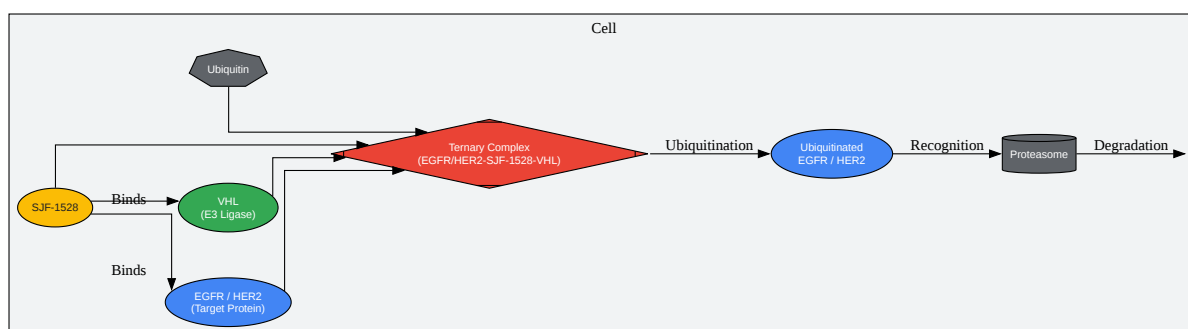 Cell
Ubiquitin
Ternary Complex
(EGFR/HER2-SJF-1528-VHL)
Ubiquitination
Ubiquitinated
EGFR / HER2
Recognition
Proteasome
Degradation
SJF-1528
Binds
VHL
(E3 Ligase)
Binds
EGFR / HER2
(Target Protein)